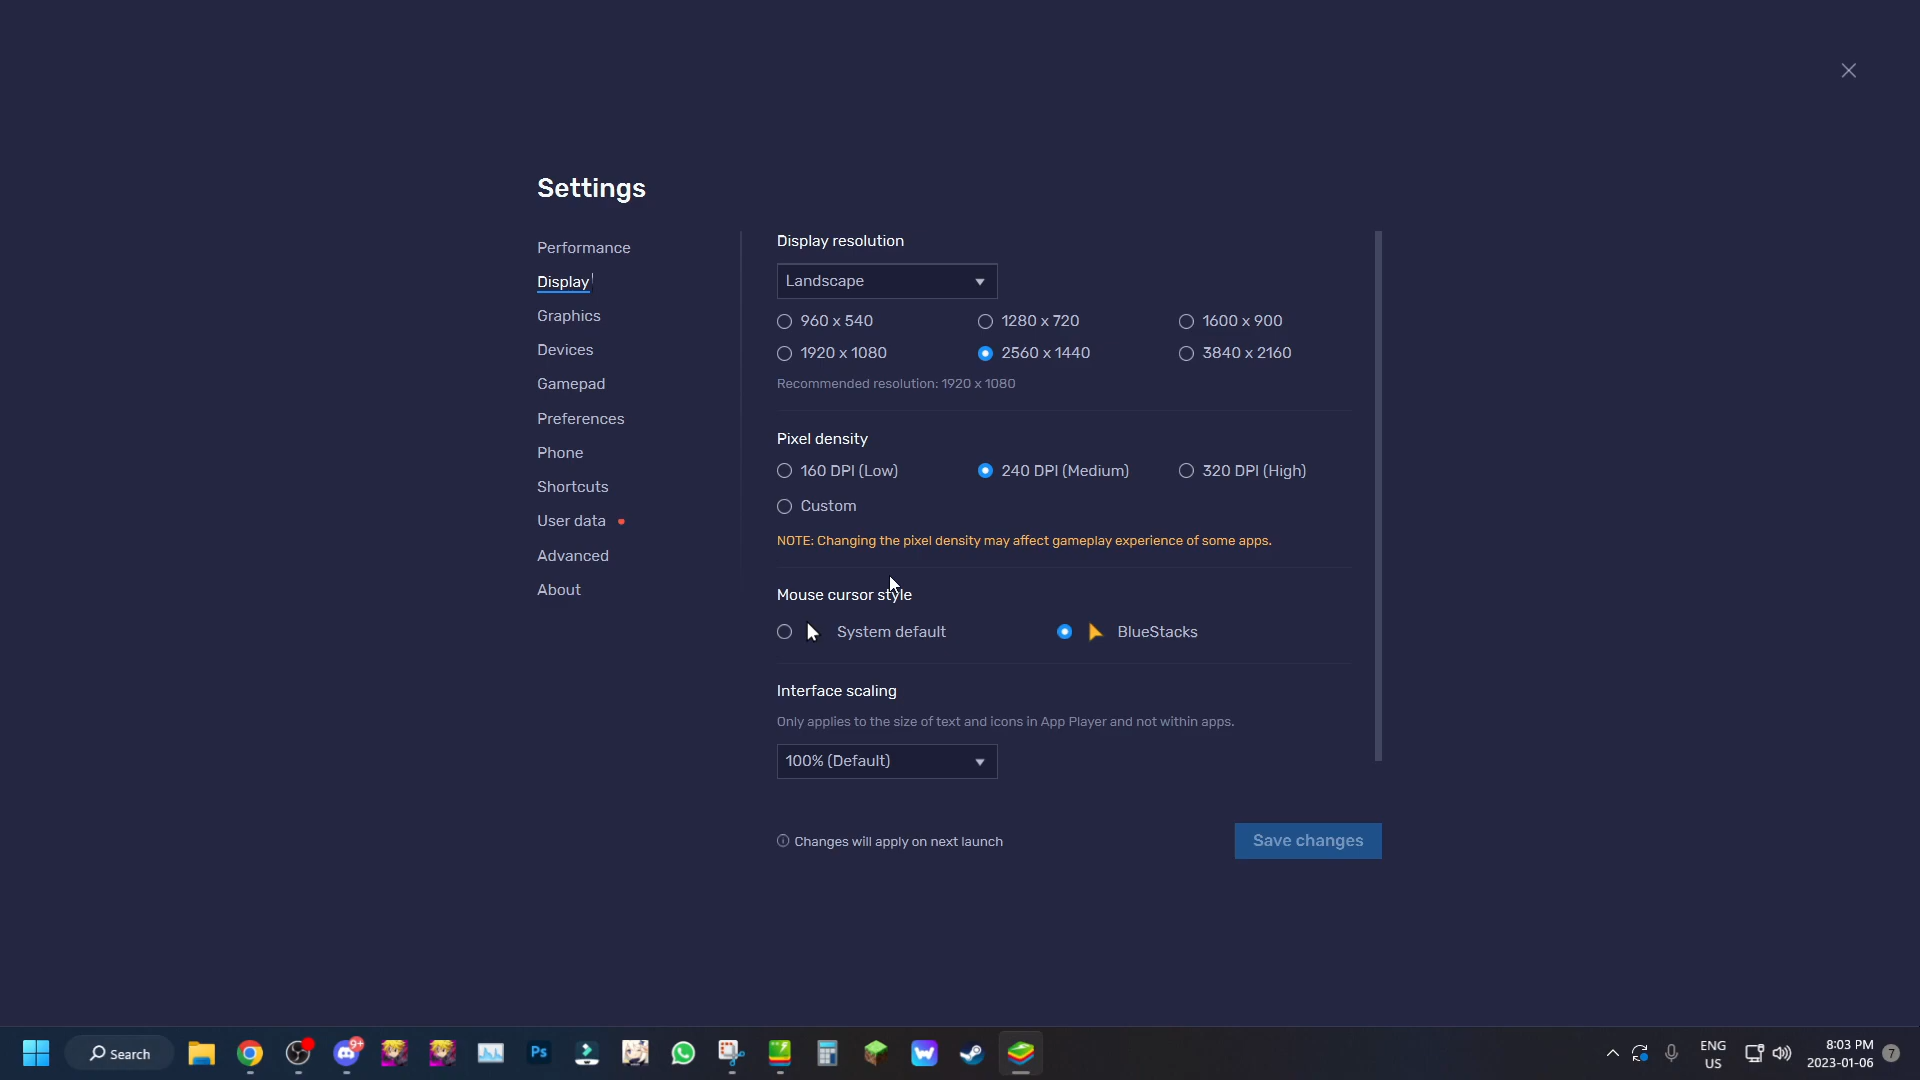 Settings
Performance
Display
Graphics
Devices
Gamepad
Preferences
Phone
Shortcuts
User data
Advanced
About
Display resolution
Landscape
960 x 540
1280 x 720
1600 x 900
1920 x 1080
2560 x 1440
3840 x 2160
Recommended resolution: 1920 x 1080
Pixel density
160 DPI (Low)
240 DPI (Medium)
320 DPI (High)
Custom
NOTE: Changing the pixel density may affect gameplay experience of some apps.
Mouse cursor style
System default
BlueStacks
Interface scaling
Only applies to the size of text and icons in App Player and not within apps.
100% (Default)
Changes will apply on next launch
Save changes
Search
9+
Ps
ENG
US
8:03 PM
2023-01-06
7